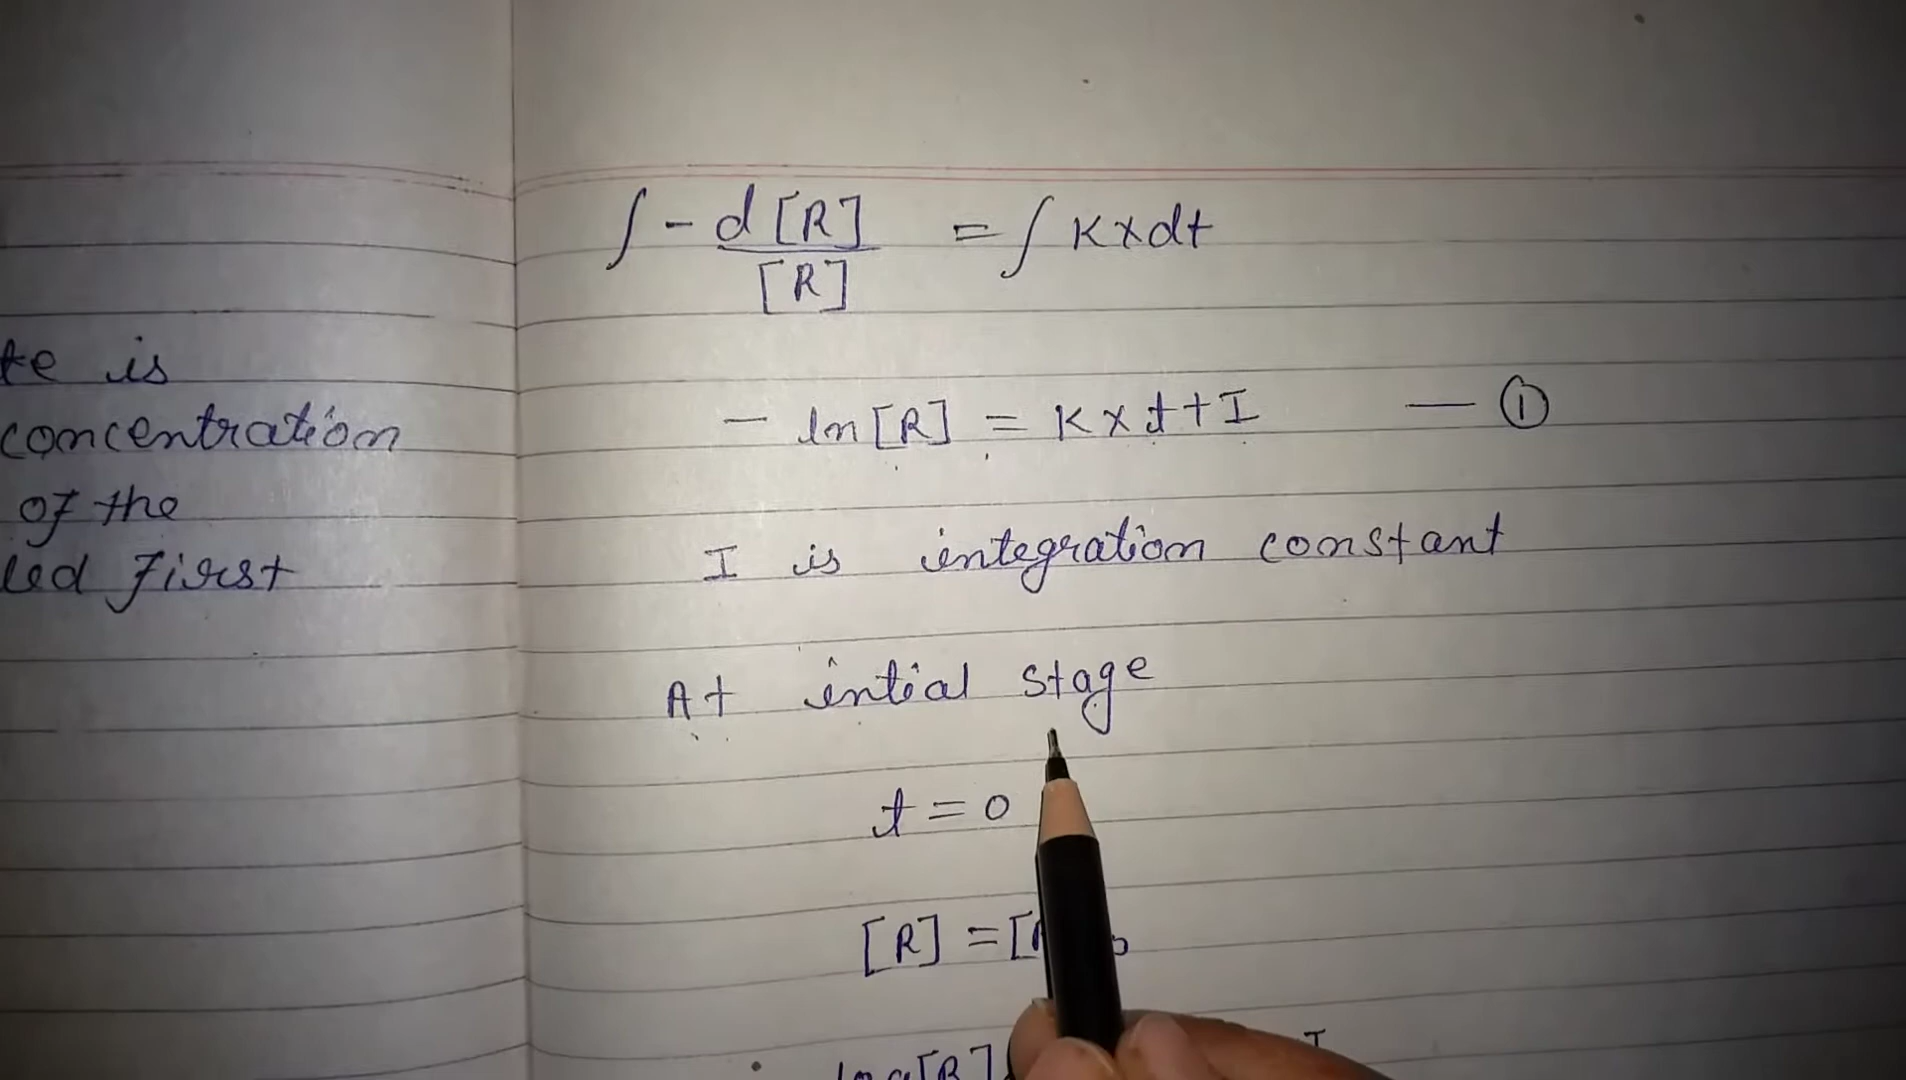 te is
concentration
of the
led first
∫ - d[R] / [R] = ∫ K x dt
- ln[R] = K x t + I — ①
I is integration constant
At intial stage
t = 0
[R] = [